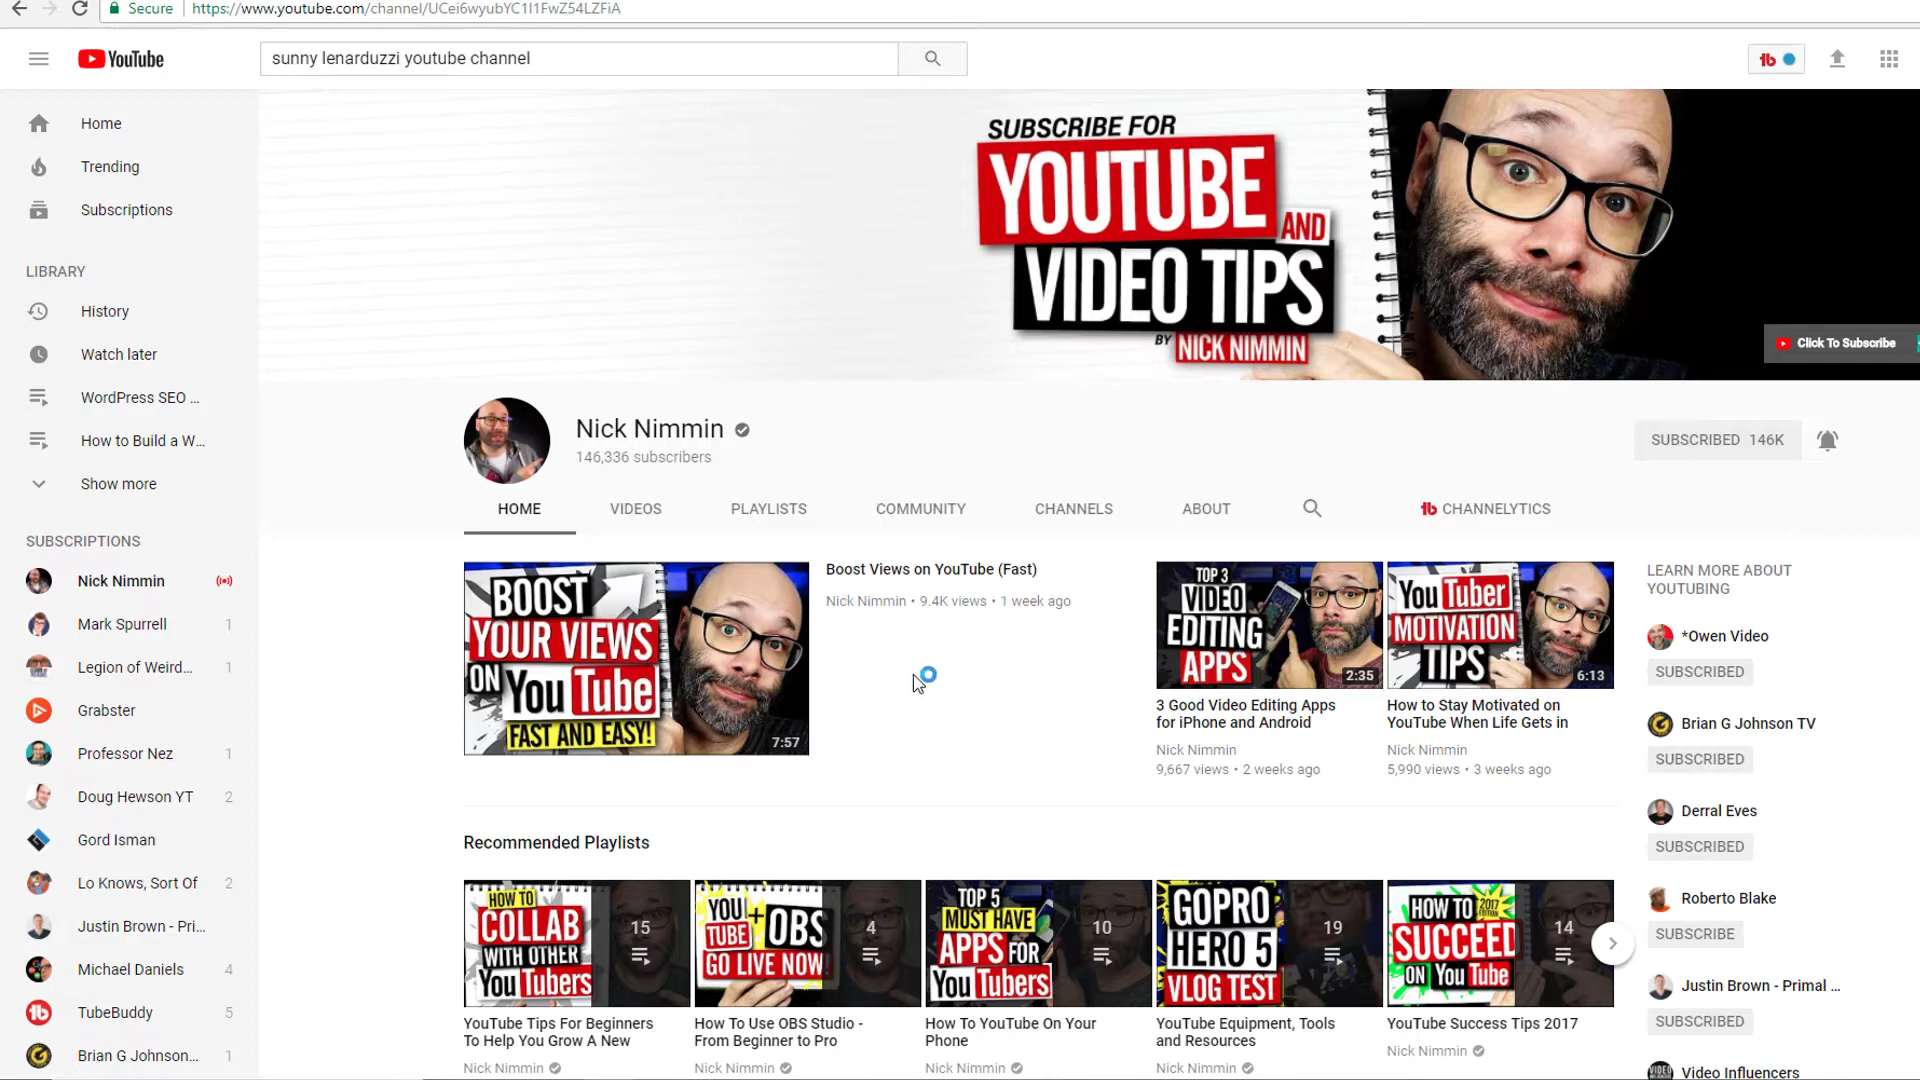 Secure https://www.youtube.com/channel/UCei6wyubYC1I1FwZ54LZFiA
YouTube
sunny lenarduzzi youtube channel
tb
Home
Trending
Subscriptions
LIBRARY
History
Watch later
WordPress SEO ...
How to Build a W...
Show more
SUBSCRIPTIONS
Nick Nimmin
Mark Spurrell 1
Legion of Weird... 1
Grabster
Professor Nez 1
Doug Hewson YT 2
Gord Isman
Lo Knows, Sort Of 2
Justin Brown - Pri...
Michael Daniels 4
TubeBuddy 5
Brian G Johnson... 1
SUBSCRIBE FOR
YOUTUBE AND
VIDEO TIPS
BY NICK NIMMIN
Click To Subscribe
Nick Nimmin
146,336 subscribers
SUBSCRIBED 146K
HOME VIDEOS PLAYLISTS COMMUNITY CHANNELS ABOUT tb CHANNELYTICS
BOOST
YOUR VIEWS
ON YouTube
FAST AND EASY!
7:57
Boost Views on YouTube (Fast)
Nick Nimmin • 9.4K views • 1 week ago
TOP 3
VIDEO
EDITING
APPS
2:35
3 Good Video Editing Apps
for iPhone and Android
Nick Nimmin
9,667 views • 2 weeks ago
YouTuber
MOTIVATION
TIPS
6:13
How to Stay Motivated on
YouTube When Life Gets in
Nick Nimmin
5,990 views • 3 weeks ago
LEARN MORE ABOUT
YOUTUBING
*Owen Video
SUBSCRIBED
Brian G Johnson TV
SUBSCRIBED
Derral Eves
SUBSCRIBED
Roberto Blake
SUBSCRIBE
Justin Brown - Primal ...
SUBSCRIBED
Video Influencers
Recommended Playlists
HOW TO
COLLAB
WITH OTHER
YouTubers
15
YouTube Tips For Beginners
To Help You Grow A New
Nick Nimmin
YOU
TUBE + OBS
GO LIVE NOW!
4
How To Use OBS Studio -
From Beginner to Pro
Nick Nimmin
TOP 5
MUST HAVE
APPS FOR
YouTubers
10
How To YouTube On Your
Phone
Nick Nimmin
GOPRO
HERO 5
VLOG TEST
19
YouTube Equipment, Tools
and Resources
Nick Nimmin
HOW TO 2017 EDITION
SUCCEED
ON YouTube
14
YouTube Success Tips 2017
Nick Nimmin